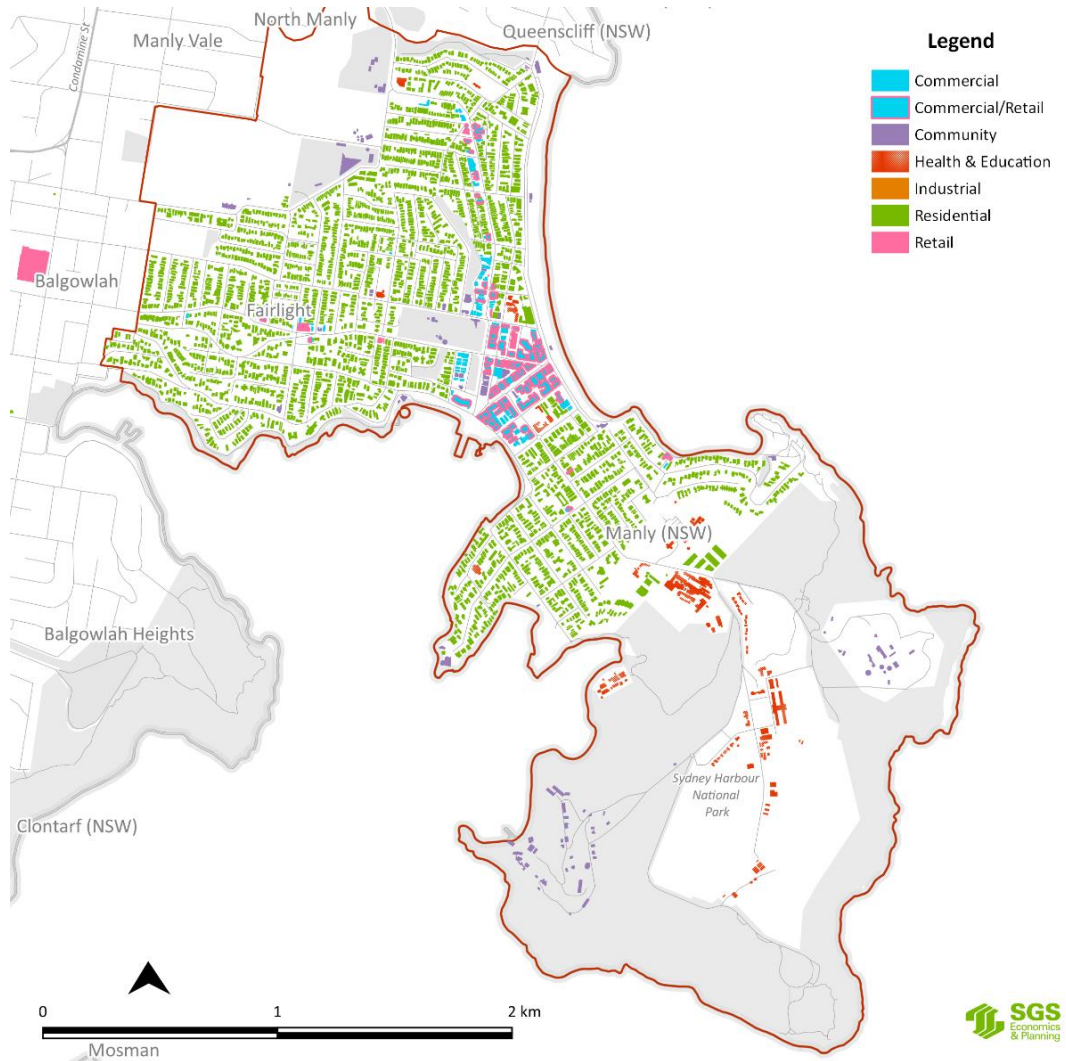 North Manly
Queenscliff (NSW)
Manly Vale
Condamine St
Legend
Commercial
Commercial/Retail
Community
Health & Education
Industrial
Residential
Retail
Balgowlah
Fairlight
Manly (NSW)
Balgowlah Heights
Sydney Harbour
National
Park
Clontarf (NSW)
0
1
2 km
Mosman
SGS
Economics
& Planning